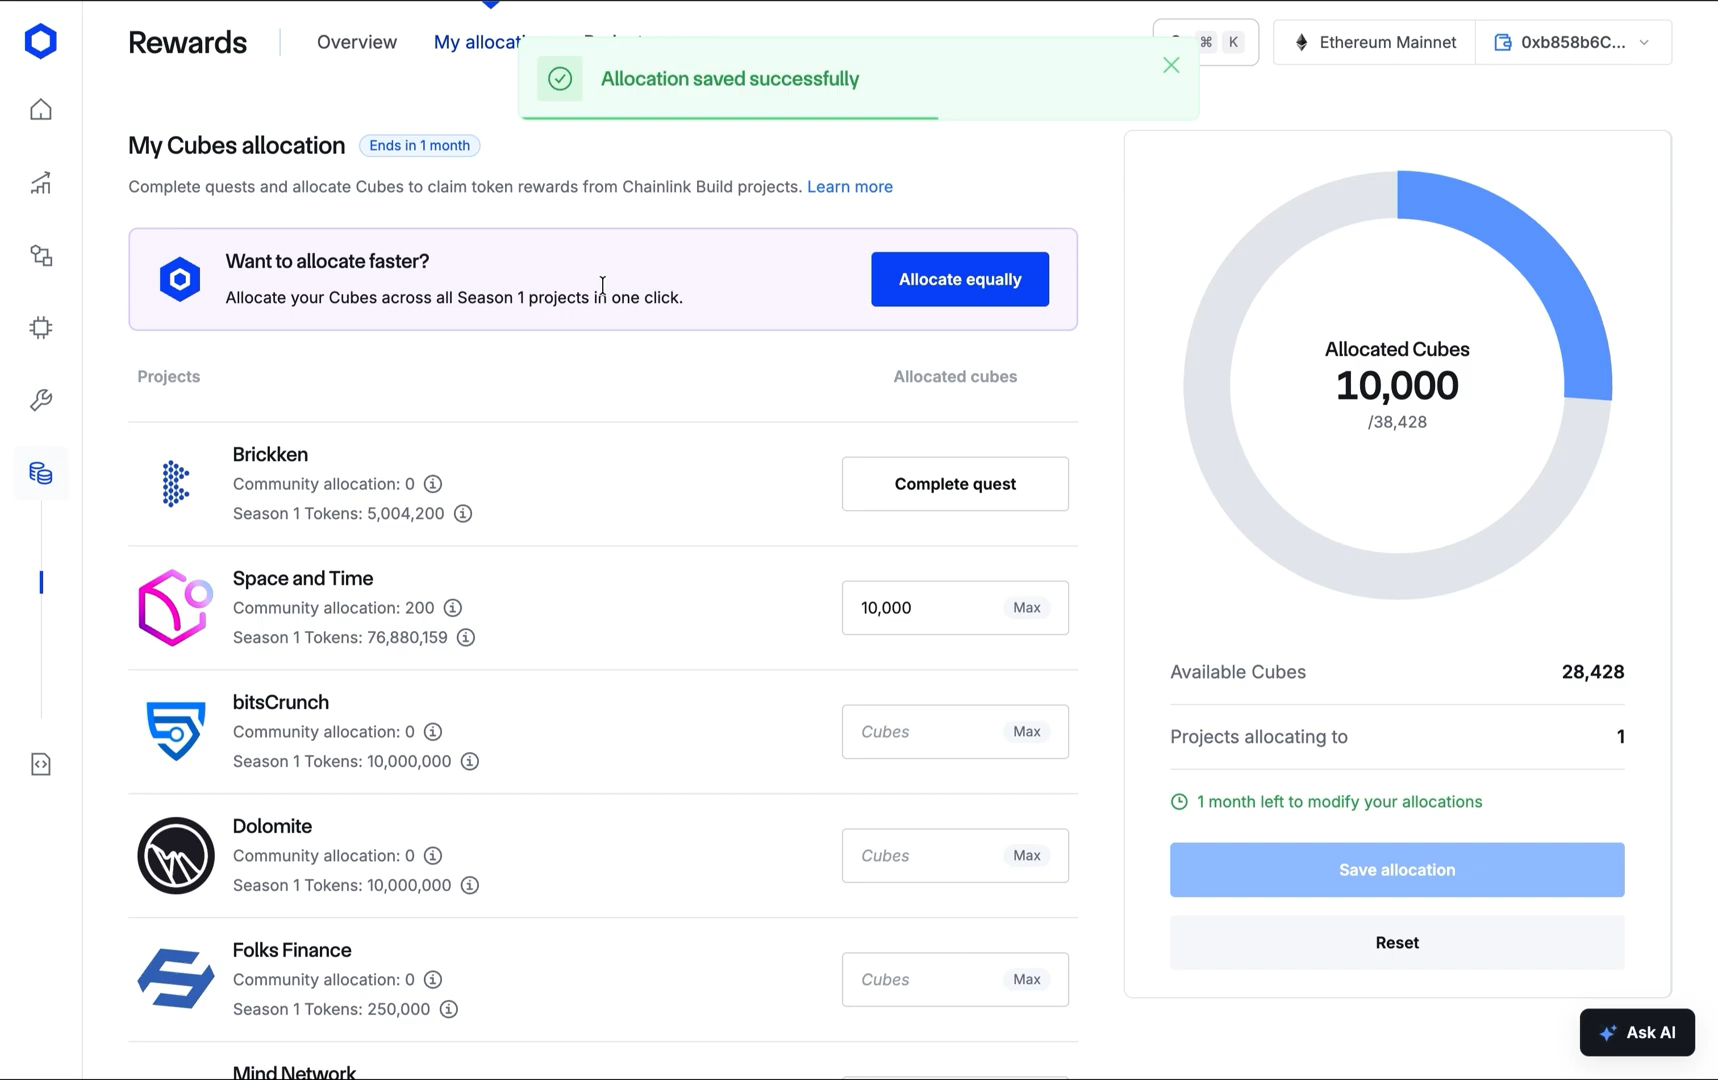 Rewards
Overview
My allocati
⌘ K
Ethereum Mainnet
0xb858b6C...
Allocation saved successfully
My Cubes allocation
Ends in 1 month
Complete quests and allocate Cubes to claim token rewards from Chainlink Build projects. Learn more
Want to allocate faster?
Allocate your Cubes across all Season 1 projects in one click.
Allocate equally
Projects
Allocated cubes
Brickken
Community allocation: 0
Season 1 Tokens: 5,004,200
Complete quest
Space and Time
Community allocation: 200
Season 1 Tokens: 76,880,159
10,000
Max
bitsCrunch
Community allocation: 0
Season 1 Tokens: 10,000,000
Cubes
Max
Dolomite
Community allocation: 0
Season 1 Tokens: 10,000,000
Cubes
Max
Folks Finance
Community allocation: 0
Season 1 Tokens: 250,000
Cubes
Max
Mind Network
Allocated Cubes
10,000
/38,428
Available Cubes
28,428
Projects allocating to
1
1 month left to modify your allocations
Save allocation
Reset
Ask AI